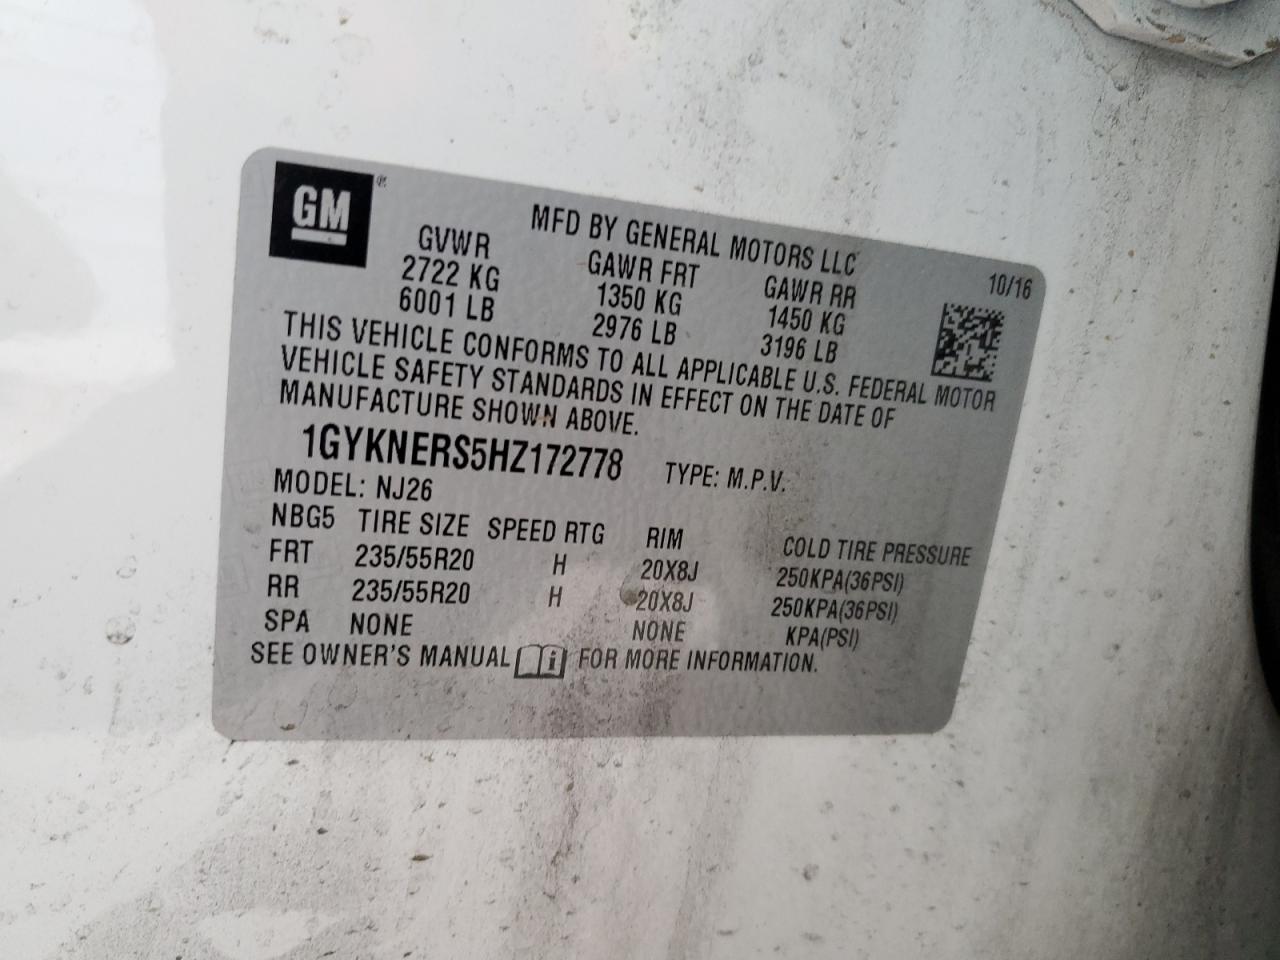 GM®
MFD BY GENERAL MOTORS LLC
10/16
GVWR GAWR FRT GAWR RR
2722 KG 1350 KG 1450 KG
6001 LB 2976 LB 3196 LB
THIS VEHICLE CONFORMS TO ALL APPLICABLE U.S. FEDERAL MOTOR
VEHICLE SAFETY STANDARDS IN EFFECT ON THE DATE OF
MANUFACTURE SHOWN ABOVE.
1GYKNERS5HZ172778 TYPE: M.P.V.
MODEL: NJ26
NBG5 TIRE SIZE SPEED RTG RIM COLD TIRE PRESSURE
FRT 235/55R20 H 20X8J 250KPA(36PSI)
RR 235/55R20 H 20X8J 250KPA(36PSI)
SPA NONE NONE KPA(PSI)
SEE OWNER'S MANUAL i FOR MORE INFORMATION.